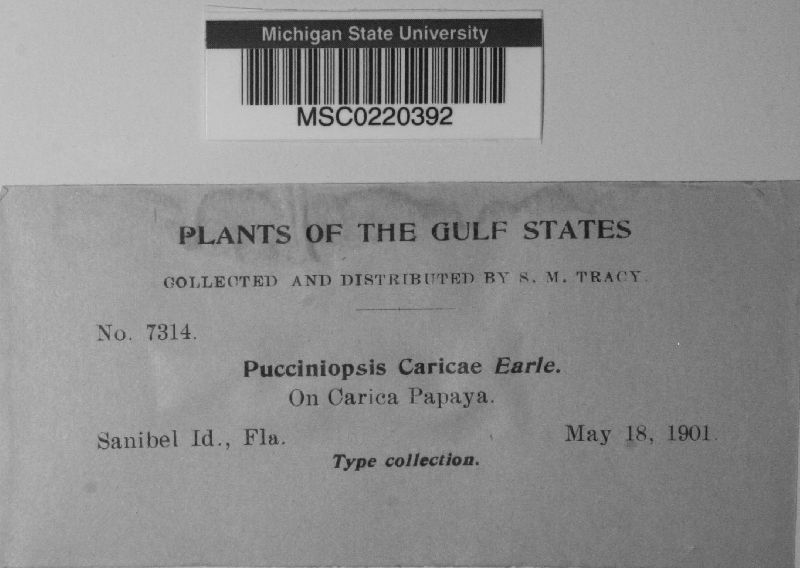 Michigan State University
MSC0220392
PLANTS OF THE GULF STATES
COLLECTED AND DISTRIBUTED BY S. M. TRACY.
No. 7314.
Pucciniopsis Caricae Earle.
On Carica Papaya.
Sanibel Id., Fla. May 18, 1901.
Type collection.